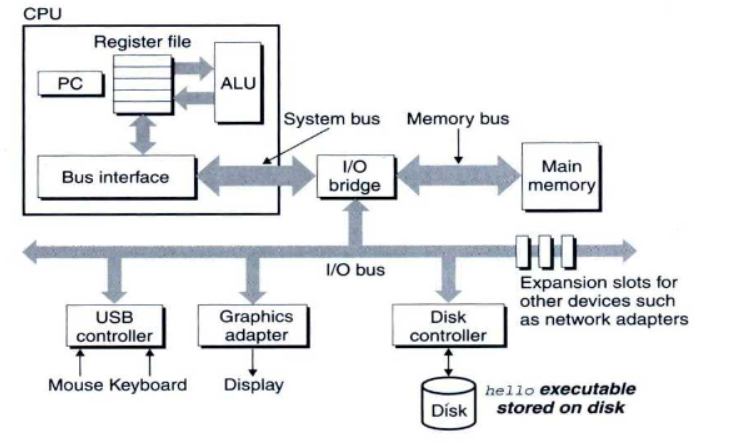 CPU
Register file
PC
ALU
System bus
Memory bus
Bus interface
I/O
bridge
Main
memory
I/O bus
Expansion slots for
other devices such
as network adapters
USB
controller
Graphics
adapter
Disk
controller
Mouse Keyboard
Display
Disk
hello executable
stored on disk